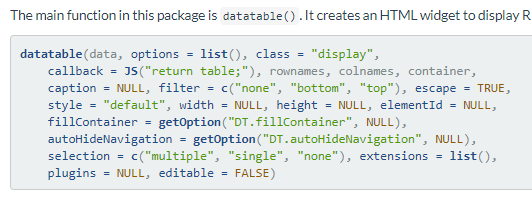 The main function in this package is datatable(). It creates an HTML widget to display R
datatable(data, options = list(), class = "display",
    callback = JS("return table;"), rownames, colnames, container,
    caption = NULL, filter = c("none", "bottom", "top"), escape = TRUE,
    style = "default", width = NULL, height = NULL, elementId = NULL,
    fillContainer = getOption("DT.fillContainer", NULL),
    autoHideNavigation = getOption("DT.autoHideNavigation", NULL),
    selection = c("multiple", "single", "none"), extensions = list(),
    plugins = NULL, editable = FALSE)